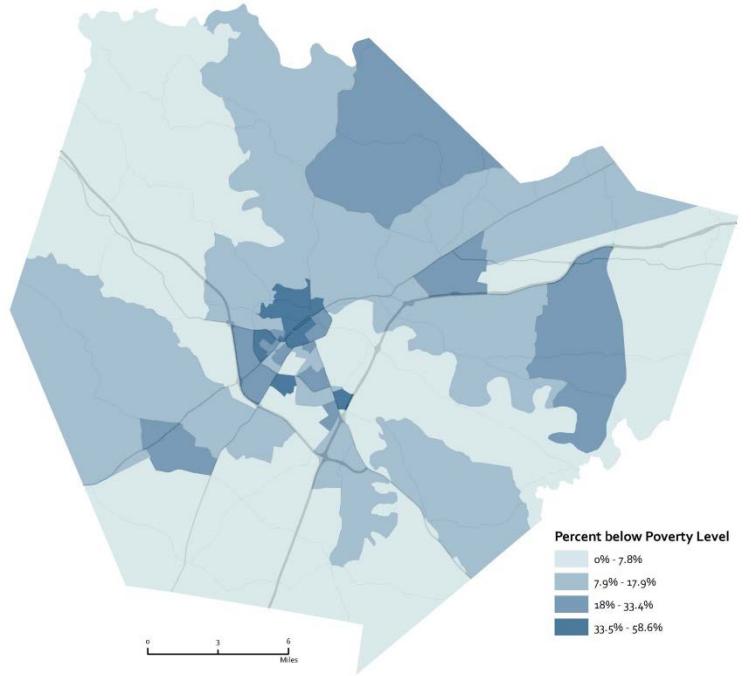 Percent below Poverty Level
0% - 7.8%
7.9% - 17.9%
18% - 33.4%
33.5% - 58.6%
0 3 6
Miles